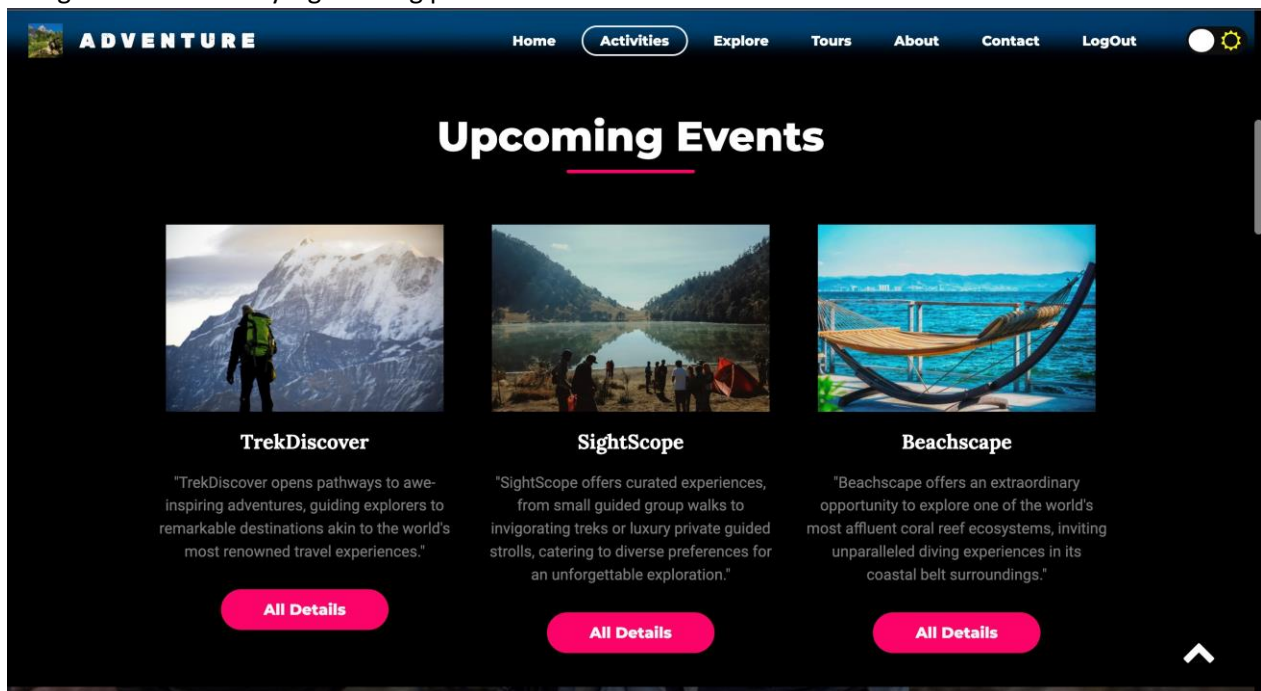 ADVENTURE
Home Activities Explore Tours About Contact LogOut
Upcoming Events
TrekDiscover
"TrekDiscover opens pathways to awe-
inspiring adventures, guiding explorers to
remarkable destinations akin to the world's
most renowned travel experiences."
All Details
SightScope
"SightScope offers curated experiences,
from small guided group walks to
invigorating treks or luxury private guided
strolls, catering to diverse preferences for
an unforgettable exploration."
All Details
Beachscape
"Beachscape offers an extraordinary
opportunity to explore one of the world's
most affluent coral reef ecosystems, inviting
unparalleled diving experiences in its
coastal belt surroundings."
All Details